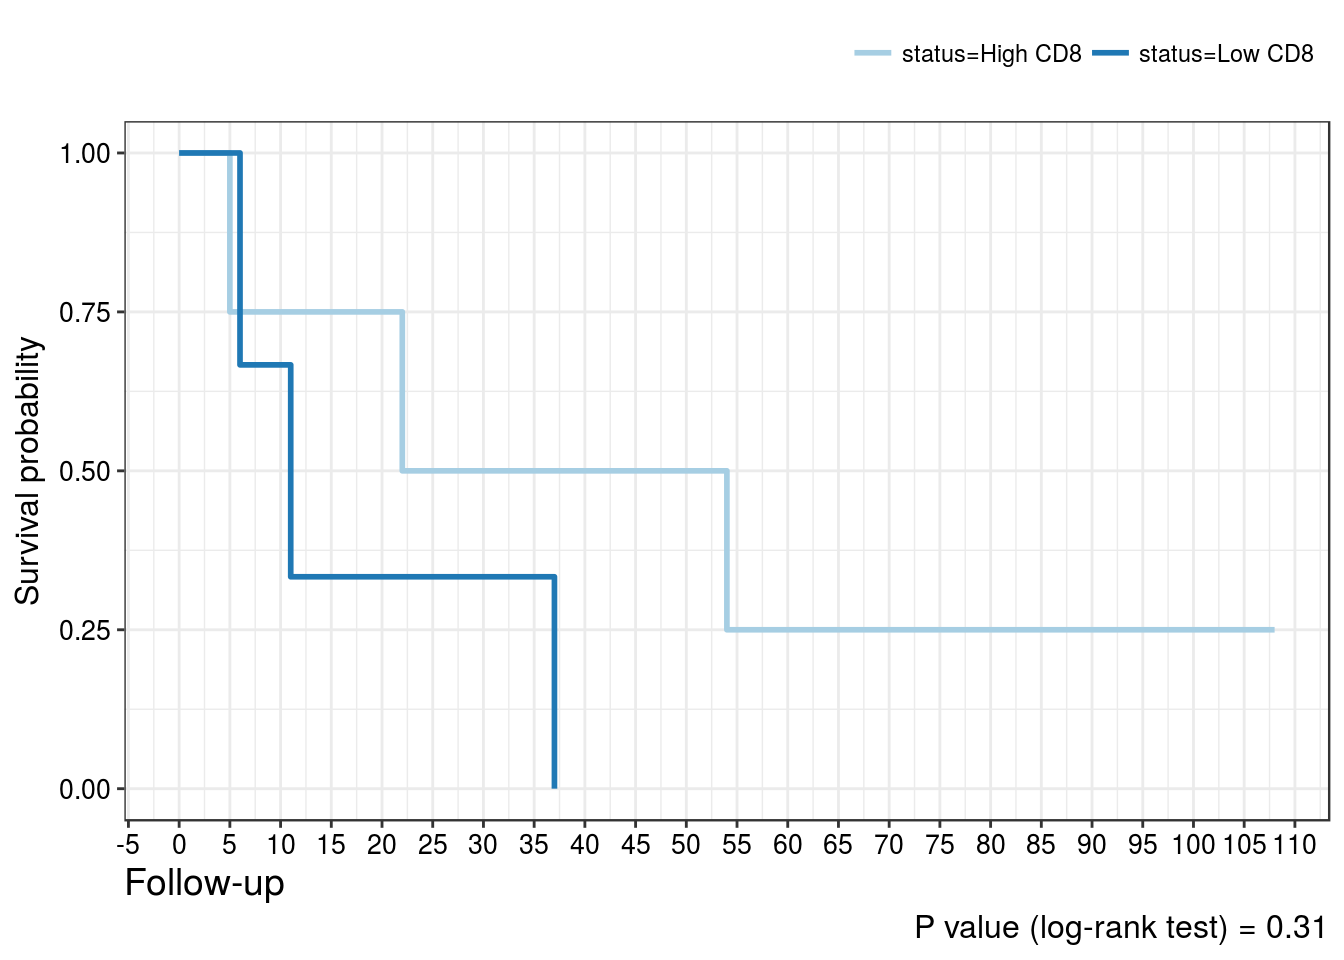 status=High CD8 status=Low CD8
1.00
0.75
0.50
0.25
0.00
Survival probability
-5 0 5 10 15 20 25 30 35 40 45 50 55 60 65 70 75 80 85 90 95 100 105 110
Follow-up
P value (log-rank test) = 0.31